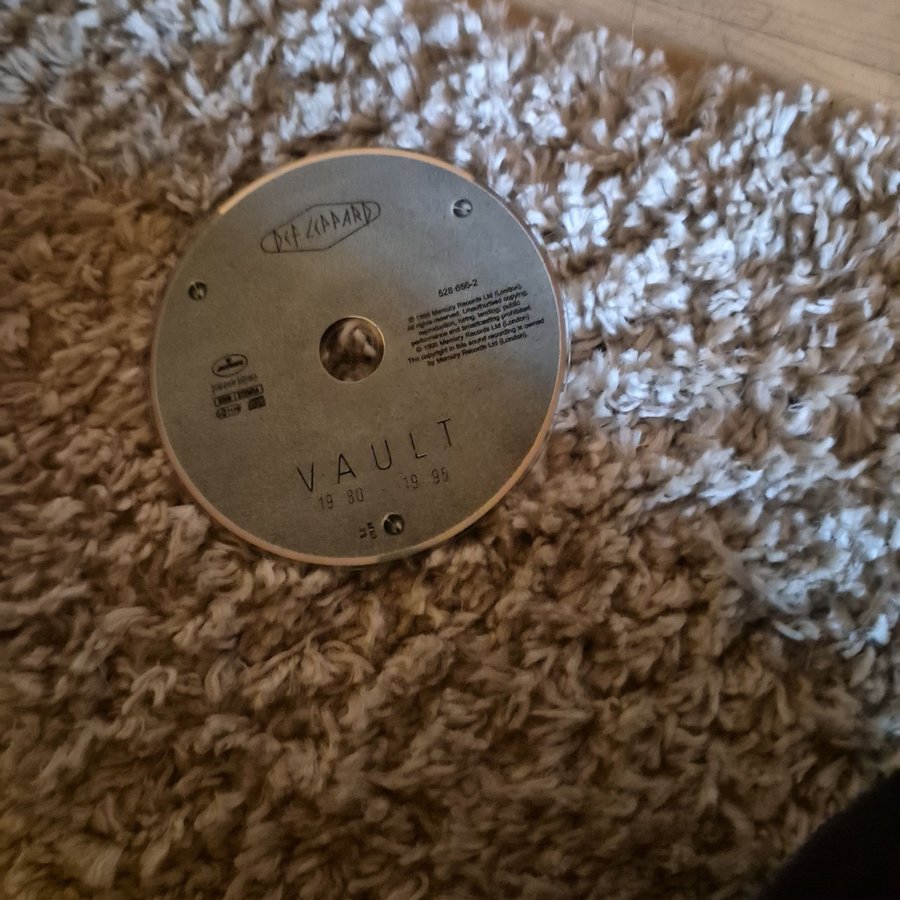 DEF LEPPARD
528 656-2
℗ 1995 Mercury Records Ltd (London).
All rights reserved. Unauthorised copying,
reproduction, hiring, lending, public
performance and broadcasting prohibited.
© 1995 Mercury Records Ltd (London)
The copyright in this sound recording is owned
by Mercury Records Ltd (London).
VAULT
19 80 - 19 95